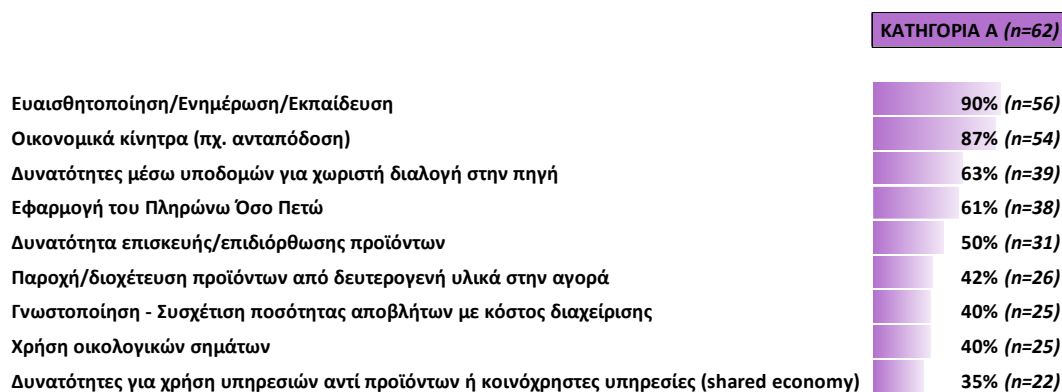 ΚΑΤΗΓΟΡΙΑ Α (n=62)
Ευαισθητοποίηση/Ενημέρωση/Εκπαίδευση 90% (n=56)
Οικονομικά κίνητρα (πχ. ανταπόδοση) 87% (n=54)
Δυνατότητες μέσω υποδομών για χωριστή διαλογή στην πηγή 63% (n=39)
Εφαρμογή του Πληρώνω Όσο Πετώ 61% (n=38)
Δυνατότητα επισκευής/επιδιόρθωσης προϊόντων 50% (n=31)
Παροχή/διοχέτευση προϊόντων από δευτερογενή υλικά στην αγορά 42% (n=26)
Γνωστοποίηση - Συσχέτιση ποσότητας αποβλήτων με κόστος διαχείρισης 40% (n=25)
Χρήση οικολογικών σημάτων 40% (n=25)
Δυνατότητες για χρήση υπηρεσιών αντί προϊόντων ή κοινόχρηστες υπηρεσίες (shared economy) 35% (n=22)